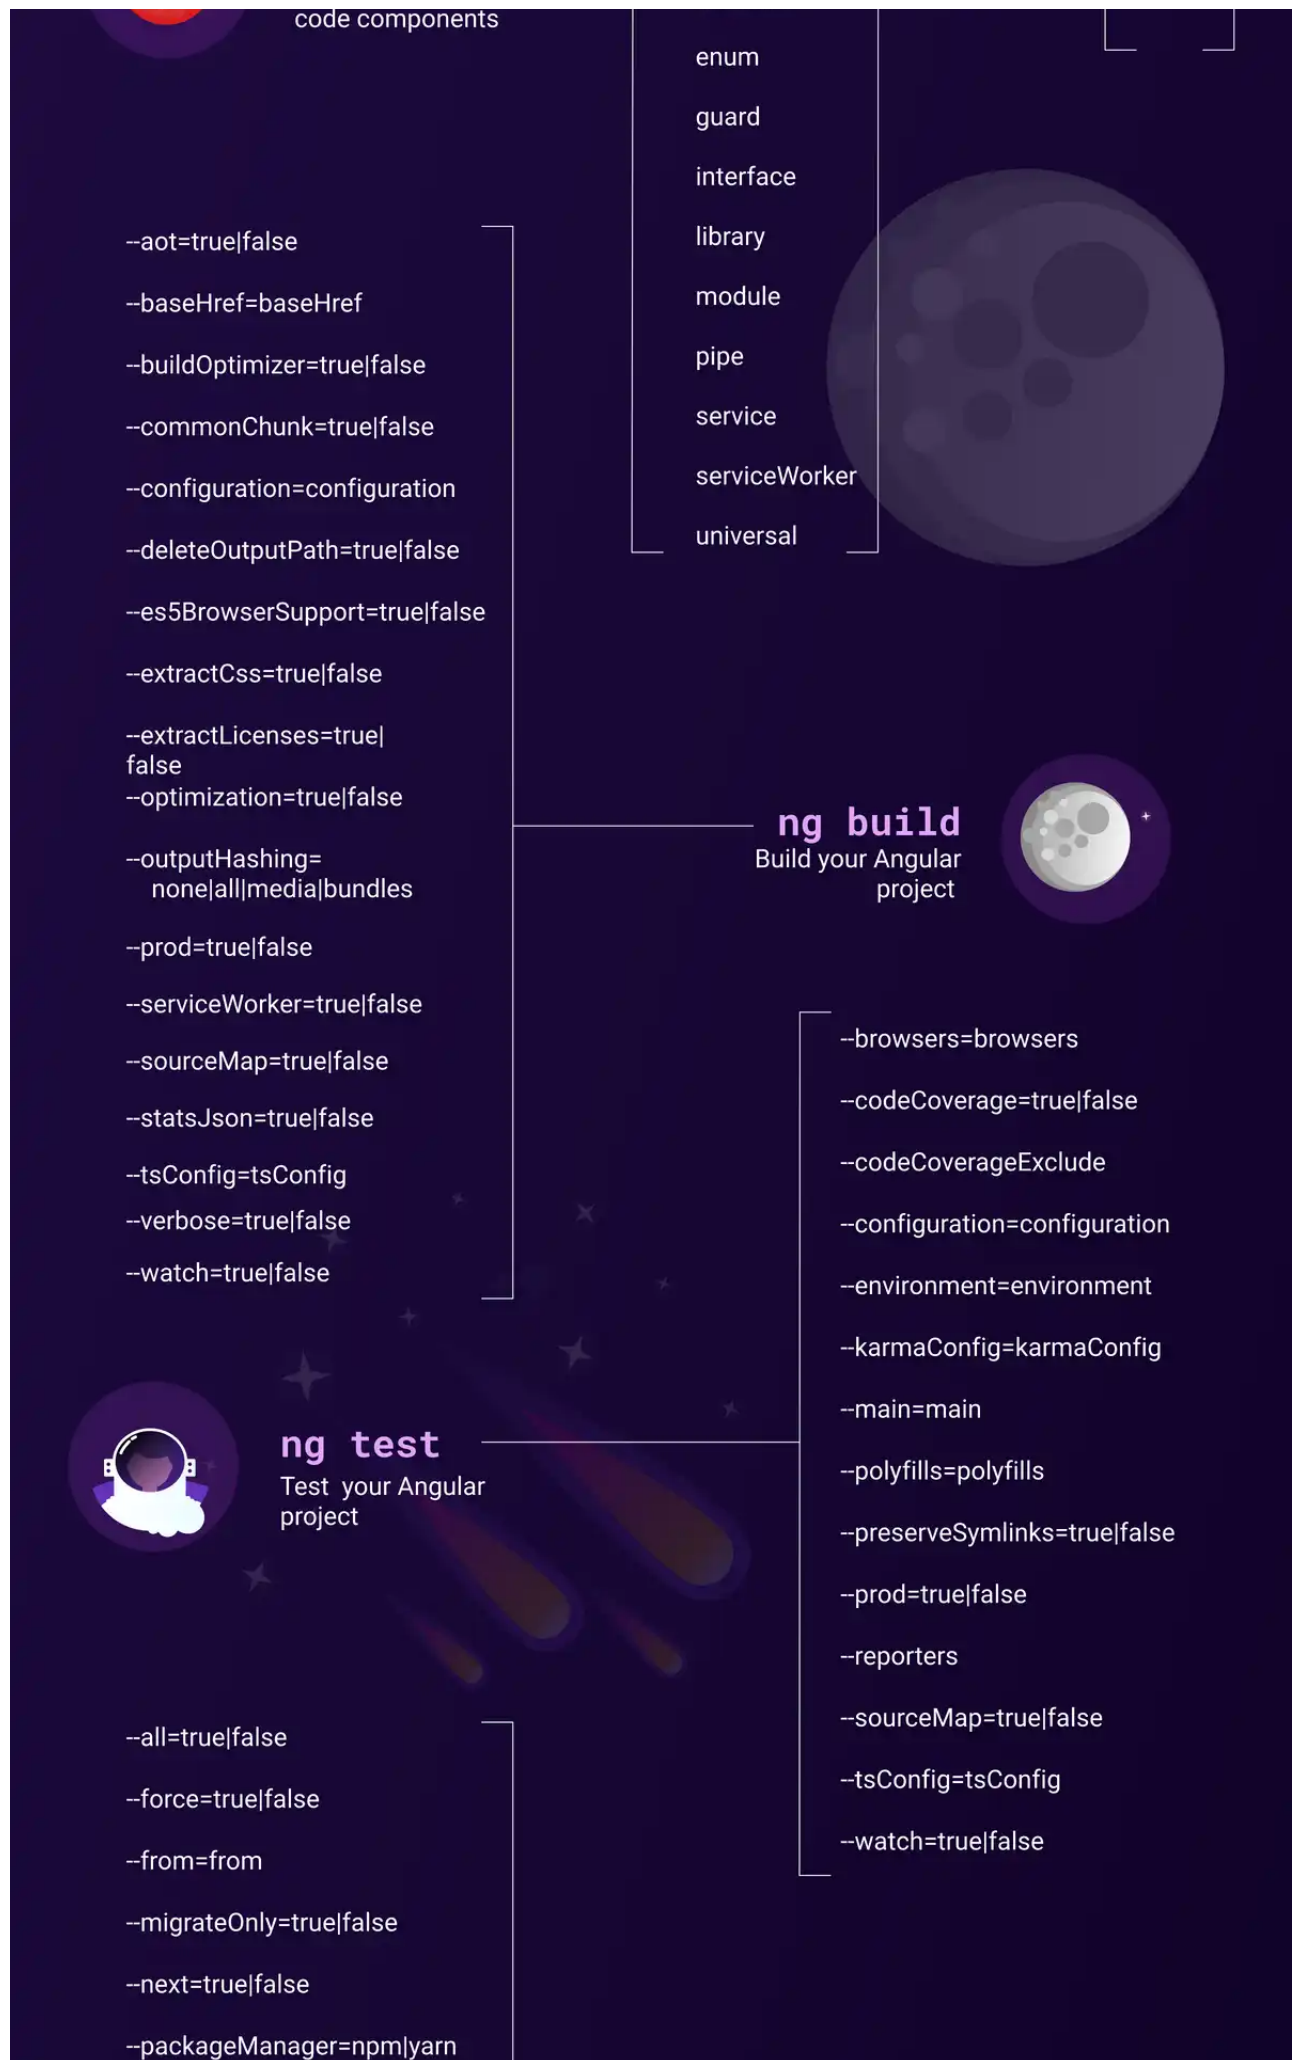 code components
enum
guard
interface
library
module
pipe
service
serviceWorker
universal
--aot=true|false
--baseHref=baseHref
--buildOptimizer=true|false
--commonChunk=true|false
--configuration=configuration
--deleteOutputPath=true|false
--es5BrowserSupport=true|false
--extractCss=true|false
--extractLicenses=true|
false
--optimization=true|false
--outputHashing=
none|all|media|bundles
--prod=true|false
--serviceWorker=true|false
--sourceMap=true|false
--statsJson=true|false
--tsConfig=tsConfig
--verbose=true|false
--watch=true|false
ng build
Build your Angular
project
ng test
Test  your Angular
project
--browsers=browsers
--codeCoverage=true|false
--codeCoverageExclude
--configuration=configuration
--environment=environment
--karmaConfig=karmaConfig
--main=main
--polyfills=polyfills
--preserveSymlinks=true|false
--prod=true|false
--reporters
--sourceMap=true|false
--tsConfig=tsConfig
--watch=true|false
--all=true|false
--force=true|false
--from=from
--migrateOnly=true|false
--next=true|false
--packageManager=npm|yarn